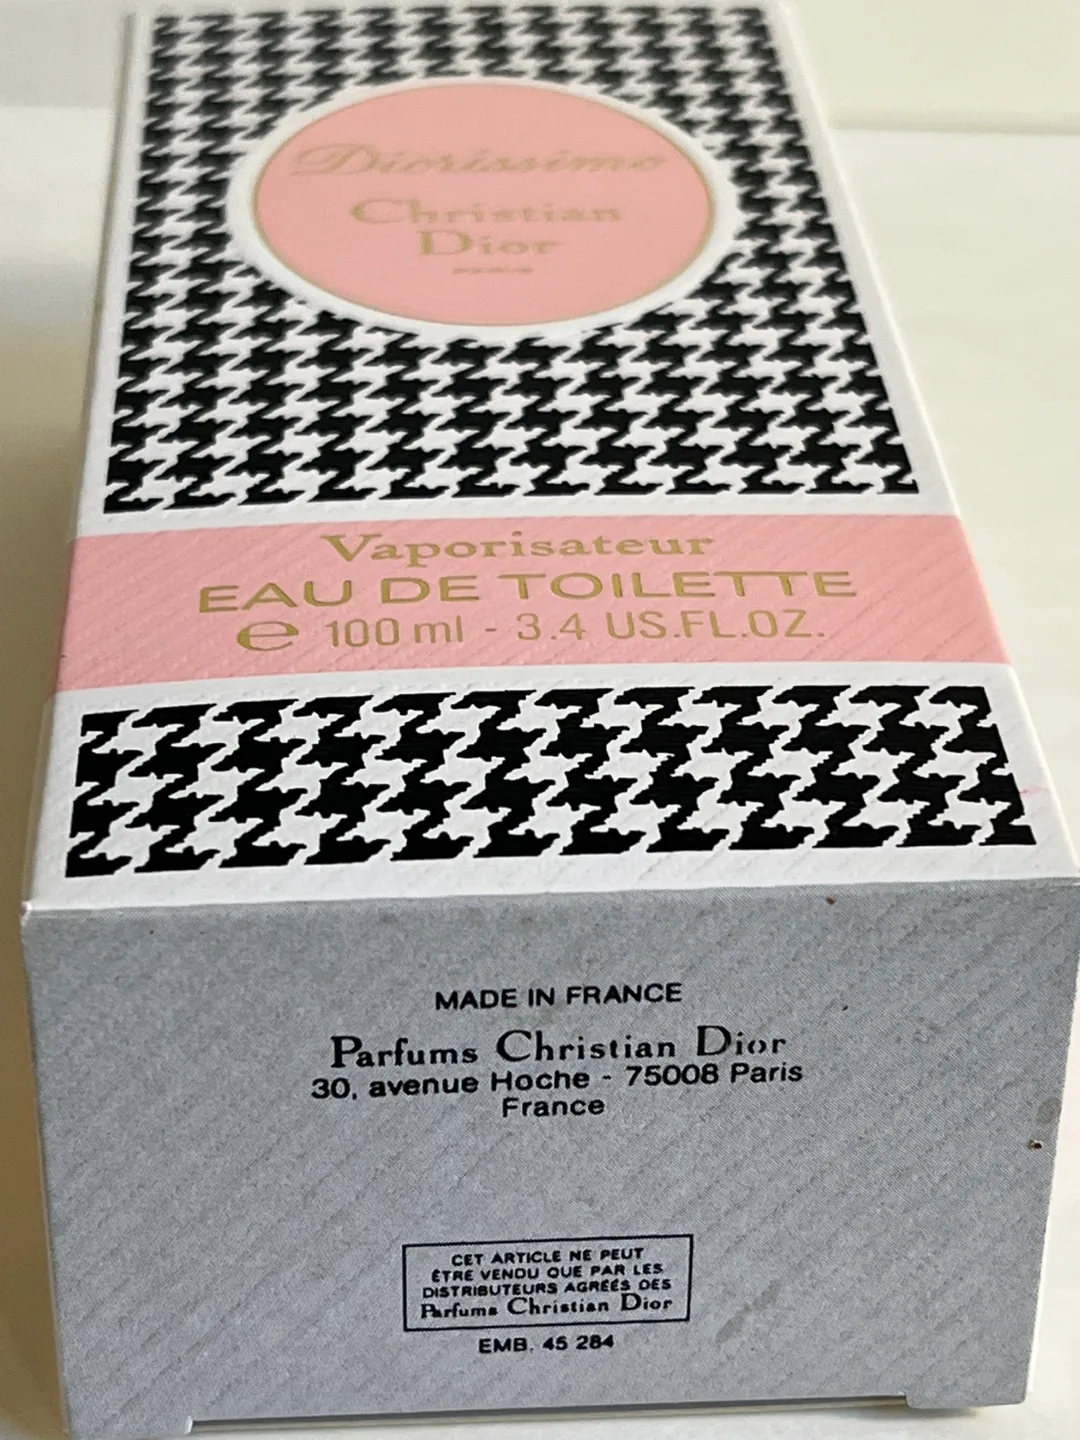 Diorissimo
Christian
Dior
PARIS
Vaporisateur
EAU DE TOILETTE
e 100 ml - 3.4 US.FL.OZ.
MADE IN FRANCE
Parfums Christian Dior
30, avenue Hoche - 75008 Paris
France
CET ARTICLE NE PEUT
ÊTRE VENDU QUE PAR LES
DISTRIBUTEURS AGRÉÉS DES
Parfums Christian Dior
EMB. 45 284